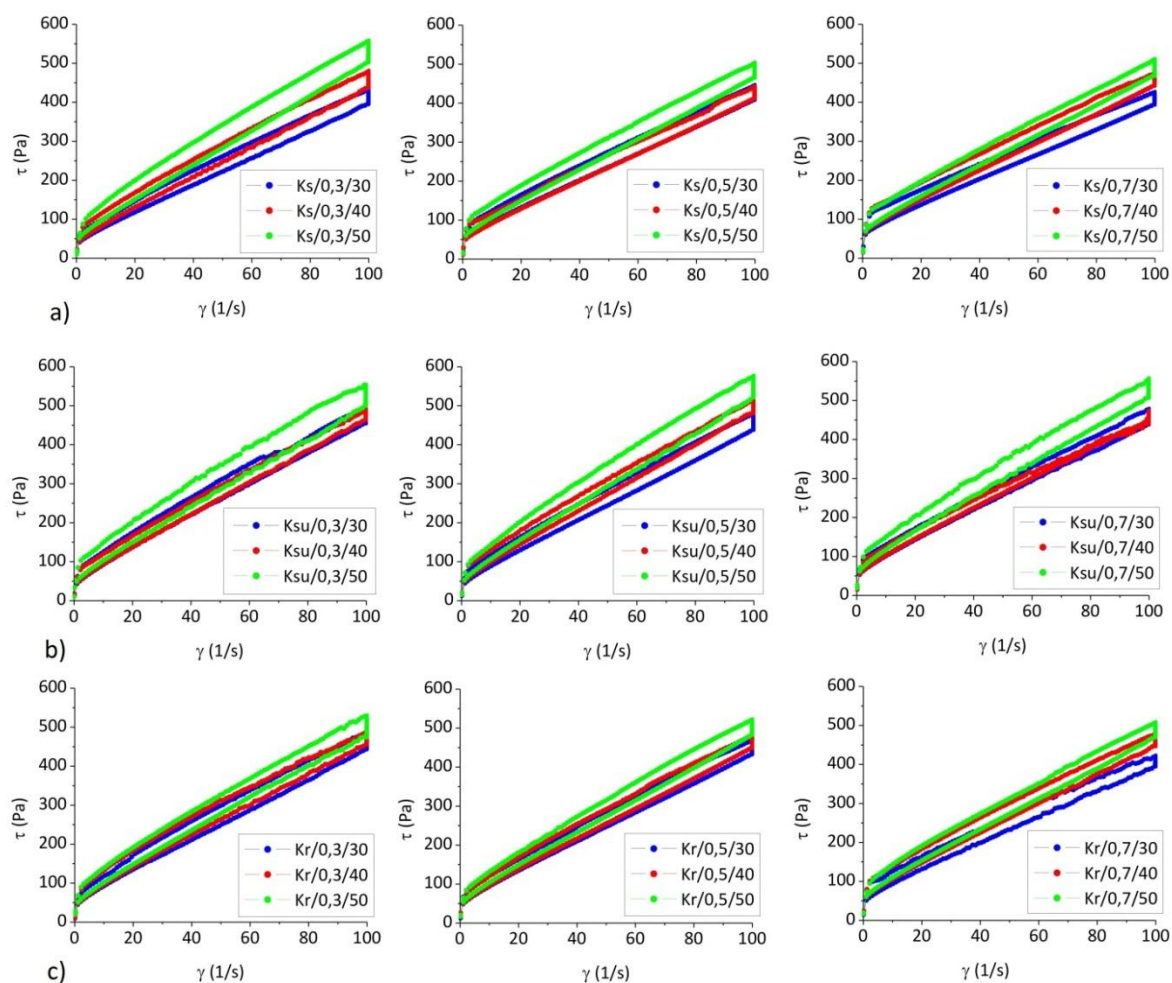 600
500
400
300
200
100
0
τ (Pa)
Ks/0,3/30
Ks/0,3/40
Ks/0,3/50
0 20 40 60 80 100
γ (1/s)
600
500
400
300
200
100
0
τ (Pa)
Ks/0,5/30
Ks/0,5/40
Ks/0,5/50
0 20 40 60 80 100
γ (1/s)
600
500
400
300
200
100
0
τ (Pa)
Ks/0,7/30
Ks/0,7/40
Ks/0,7/50
0 20 40 60 80 100
γ (1/s)
a)
600
500
400
300
200
100
0
τ (Pa)
Ksu/0,3/30
Ksu/0,3/40
Ksu/0,3/50
0 20 40 60 80 100
γ (1/s)
600
500
400
300
200
100
0
τ (Pa)
Ksu/0,5/30
Ksu/0,5/40
Ksu/0,5/50
0 20 40 60 80 100
γ (1/s)
600
500
400
300
200
100
0
τ (Pa)
Ksu/0,7/30
Ksu/0,7/40
Ksu/0,7/50
0 20 40 60 80 100
γ (1/s)
b)
600
500
400
300
200
100
0
τ (Pa)
Kr/0,3/30
Kr/0,3/40
Kr/0,3/50
0 20 40 60 80 100
γ (1/s)
600
500
400
300
200
100
0
τ (Pa)
Kr/0,5/30
Kr/0,5/40
Kr/0,5/50
0 20 40 60 80 100
γ (1/s)
600
500
400
300
200
100
0
τ (Pa)
Kr/0,7/30
Kr/0,7/40
Kr/0,7/50
0 20 40 60 80 100
γ (1/s)
c)